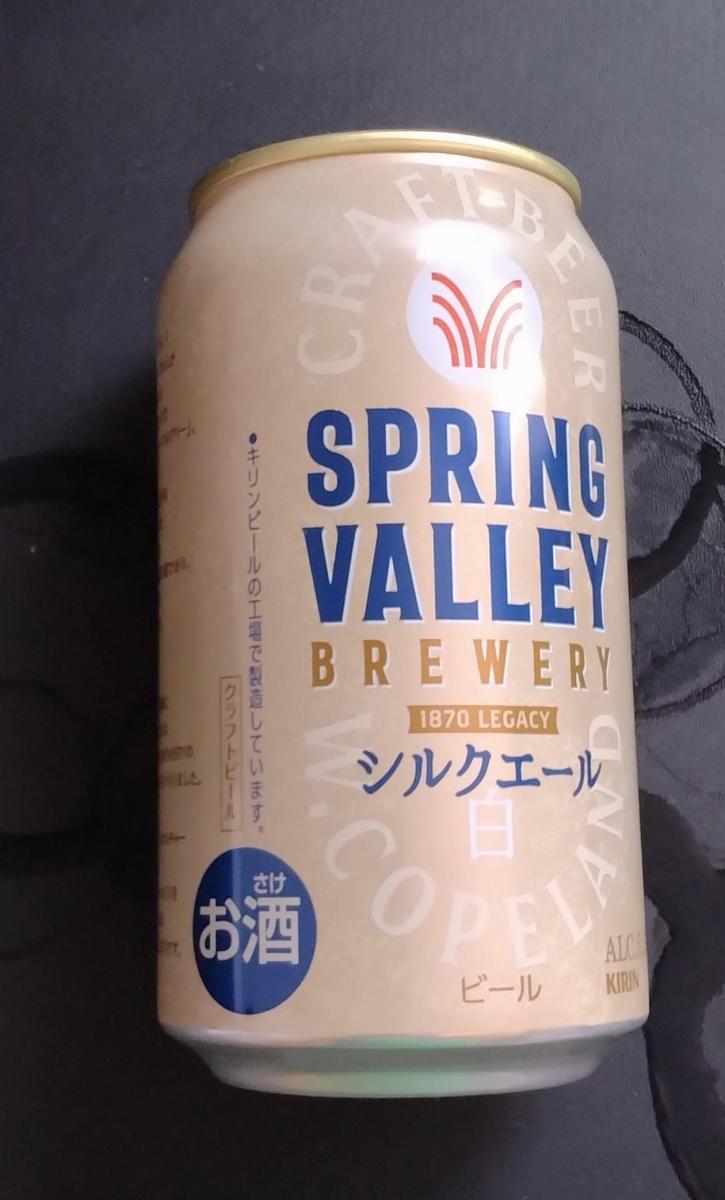 CRAFT BEER
SPRING
VALLEY
BREWERY
1870 LEGACY
シルクエール
白
W.COPELAND
ビール
ALC.
KIRIN
●キリンビールの工場で製造しています。
クラフトビール
さけ
お酒